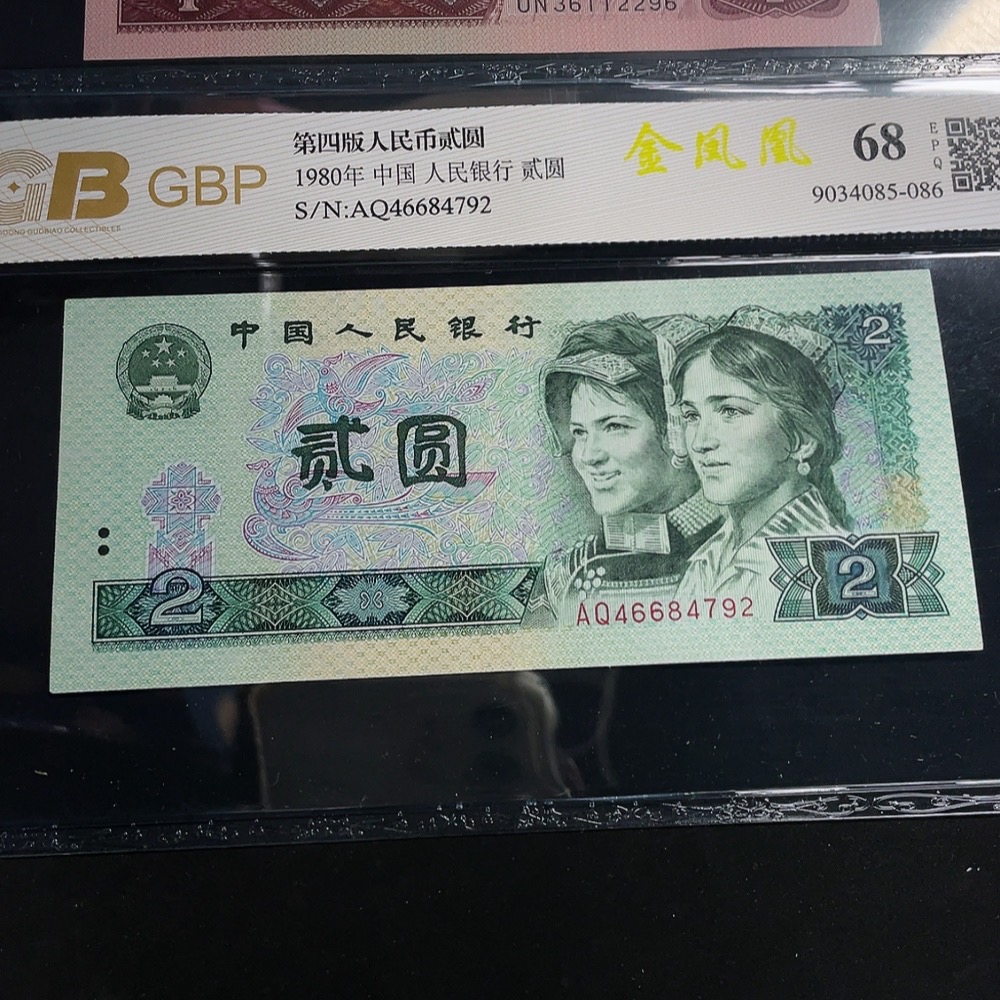 UN36112296
第四版人民币贰圆
1980年 中国 人民银行 贰圆
S/N:AQ46684792
GBP
金凤凰
68
EPQ
9034085-086
中国人民银行
2
贰圆
2
AQ46684792
2